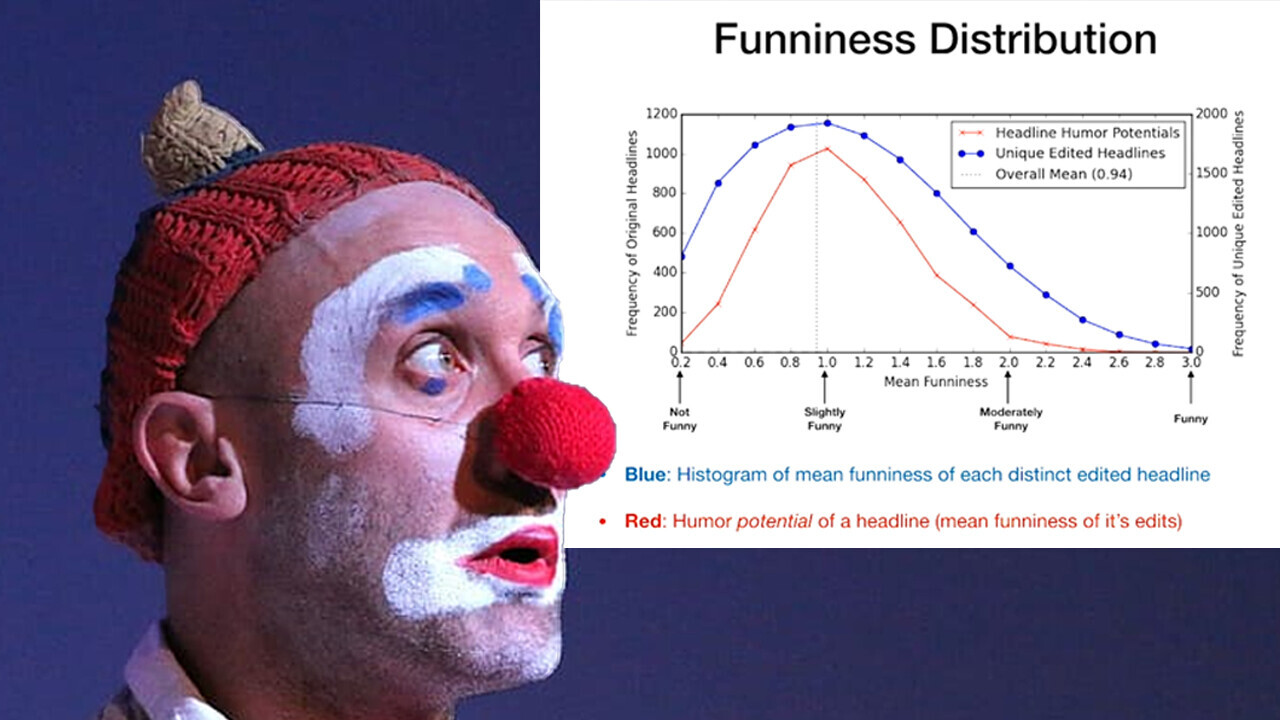 Funniness Distribution
Frequency of Original Headlines
1200
1000
800
600
400
200
0
Headline Humor Potentials
Unique Edited Headlines
Overall Mean (0.94)
2000
1500
1000
500
0
Frequency of Unique Edited Headlines
0.2 0.4 0.6 0.8 1.0 1.2 1.4 1.6 1.8 2.0 2.2 2.4 2.6 2.8 3.0
Mean Funniness
Not
Funny
Slightly
Funny
Moderately
Funny
Funny
Blue: Histogram of mean funniness of each distinct edited headline
• Red: Humor potential of a headline (mean funniness of it's edits)